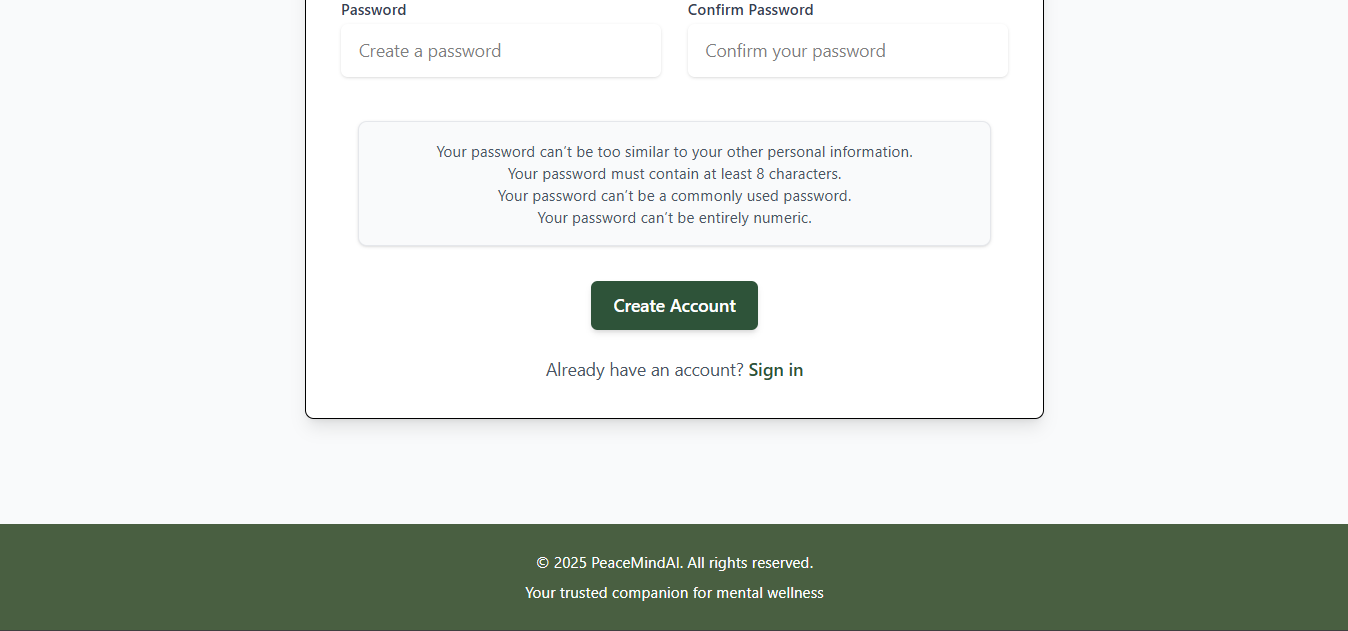 Password
Confirm Password
Create a password
Confirm your password
Your password can’t be too similar to your other personal information.
Your password must contain at least 8 characters.
Your password can’t be a commonly used password.
Your password can’t be entirely numeric.
Create Account
Already have an account? Sign in
© 2025 PeaceMindAI. All rights reserved.
Your trusted companion for mental wellness